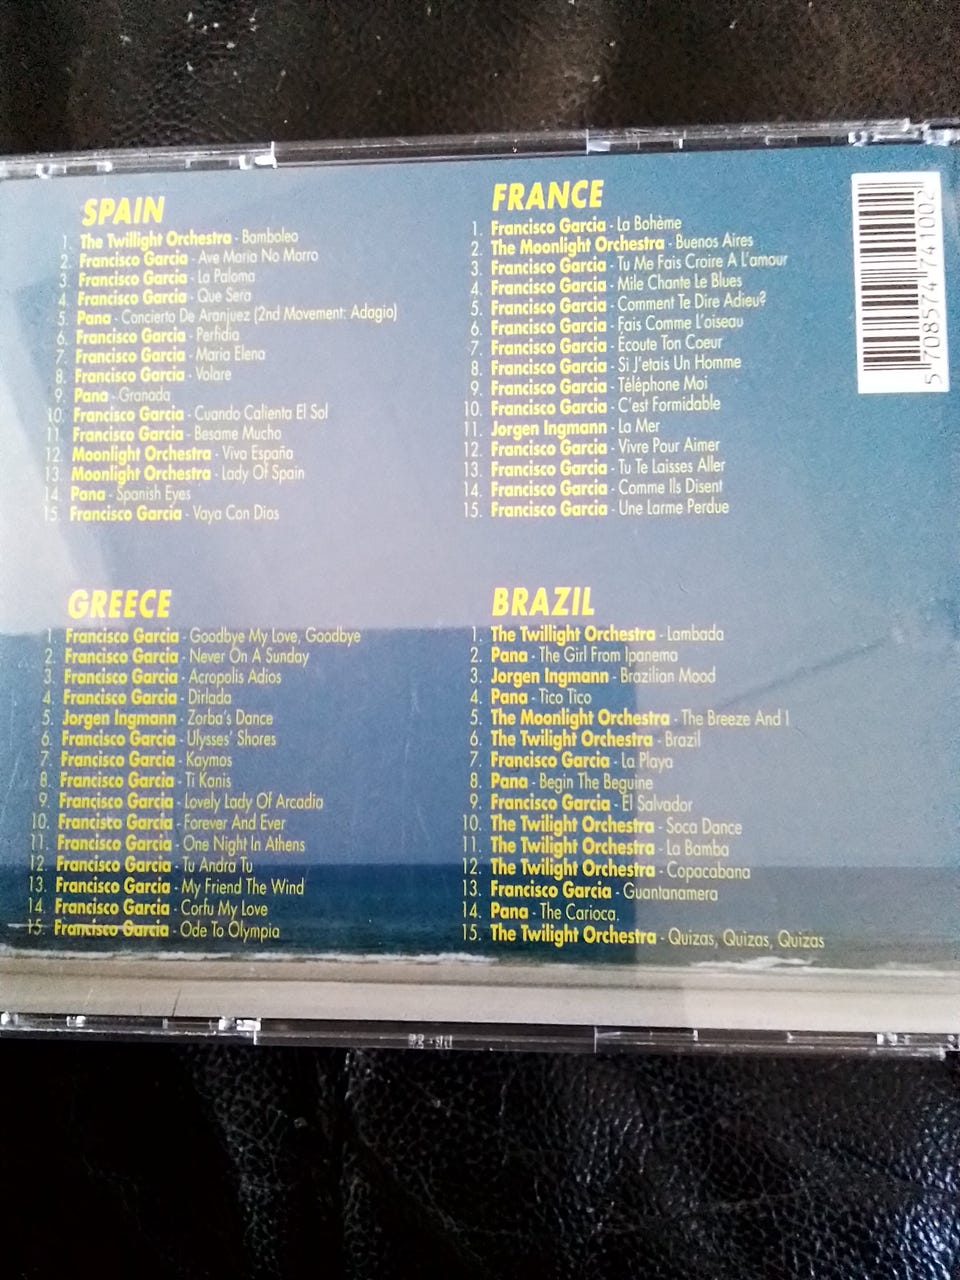 SPAIN
1. The Twillight Orchestra - Bamboleo
2. Francisco Garcia - Ave Maria No Morro
3. Francisco Garcia - La Paloma
4. Francisco Garcia - Que Sera
5. Pana - Concierto De Aranjuez (2nd Movement: Adagio)
6. Francisco Garcia - Perfidia
7. Francisco Garcia - Maria Elena
8. Francisco Garcia - Volare
9. Pana - Granada
10. Francisco Garcia - Cuando Calienta El Sol
11. Francisco Garcia - Besame Mucho
12. Moonlight Orchestra - Viva España
13. Moonlight Orchestra - Lady Of Spain
14. Pana - Spanish Eyes
15. Francisco Garcia - Vaya Con Dios
FRANCE
1. Francisco Garcia - La Bohème
2. The Moonlight Orchestra - Buenos Aires
3. Francisco Garcia - Tu Me Fais Croire A L'amour
4. Francisco Garcia - Mile Chante Le Blues
5. Francisco Garcia - Comment Te Dire Adieu?
6. Francisco Garcia - Fais Comme L'oiseau
7. Francisco Garcia - Écoute Ton Coeur
8. Francisco Garcia - Si J'etais Un Homme
9. Francisco Garcia - Téléphone Moi
10. Francisco Garcia - C'est Formidable
11. Jorgen Ingmann - La Mer
12. Francisco Garcia - Vivre Pour Aimer
13. Francisco Garcia - Tu Te Laisses Aller
14. Francisco Garcia - Comme Ils Disent
15. Francisco Garcia - Une Larme Perdue
5 708574 741002
GREECE
1. Francisco Garcia - Goodbye My Love, Goodbye
2. Francisco Garcia - Never On A Sunday
3. Francisco Garcia - Acropolis Adios
4. Francisco Garcia - Dirlada
5. Jorgen Ingmann - Zorba's Dance
6. Francisco Garcia - Ulysses' Shores
7. Francisco Garcia - Kaymos
8. Francisco Garcia - Ti Kanis
9. Francisco Garcia - Lovely Lady Of Arcadia
10. Francisco Garcia - Forever And Ever
11. Francisco Garcia - One Night In Athens
12. Francisco Garcia - Tu Andra Tu
13. Francisco Garcia - My Friend The Wind
14. Francisco Garcia - Corfu My Love
15. Francisco Garcia - Ode To Olympia
BRAZIL
1. The Twillight Orchestra - Lambada
2. Pana - The Girl From Ipanema
3. Jorgen Ingmann - Brazilian Mood
4. Pana - Tico Tico
5. The Moonlight Orchestra - The Breeze And I
6. The Twilight Orchestra - Brazil
7. Francisco Garcia - La Playa
8. Pana - Begin The Beguine
9. Francisco Garcia - El Salvador
10. The Twilight Orchestra - Soca Dance
11. The Twilight Orchestra - La Bamba
12. The Twilight Orchestra - Copacabana
13. Francisco Garcia - Guantanamera
14. Pana - The Carioca.
15. The Twilight Orchestra - Quizas, Quizas, Quizas